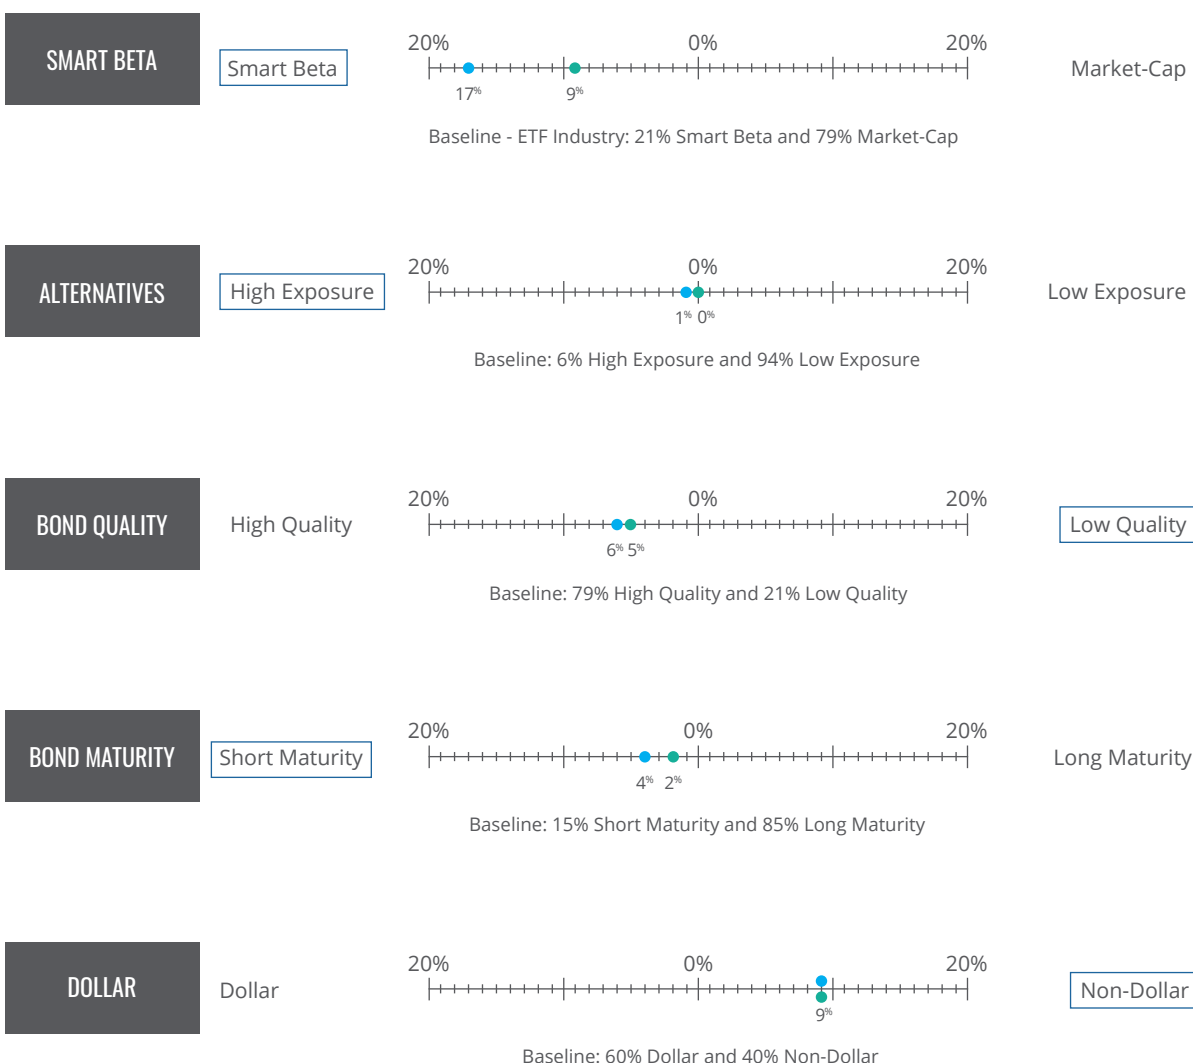 SMART BETA
Smart Beta
20% 0% 20%
17% 9%
Market-Cap
Baseline - ETF Industry: 21% Smart Beta and 79% Market-Cap
ALTERNATIVES
High Exposure
20% 0% 20%
1% 0%
Low Exposure
Baseline: 6% High Exposure and 94% Low Exposure
BOND QUALITY
High Quality
20% 0% 20%
6% 5%
Low Quality
Baseline: 79% High Quality and 21% Low Quality
BOND MATURITY
Short Maturity
20% 0% 20%
4% 2%
Long Maturity
Baseline: 15% Short Maturity and 85% Long Maturity
DOLLAR
Dollar
20% 0% 20%
9%
Non-Dollar
Baseline: 60% Dollar and 40% Non-Dollar